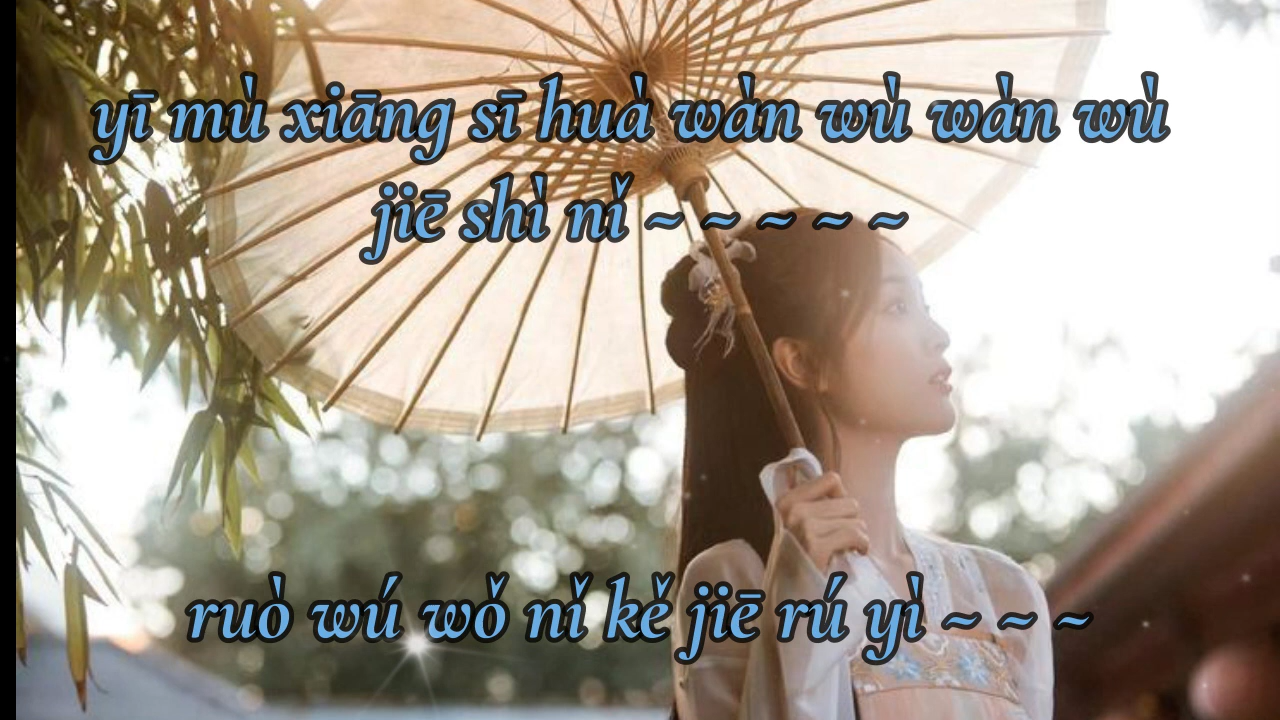 yī mù xiāng sī huà wàn wù wàn wù
jiē shì nǐ ~ ~ ~ ~ ~
ruò wú wǒ nǐ kě jiē rú yì ~ ~ ~